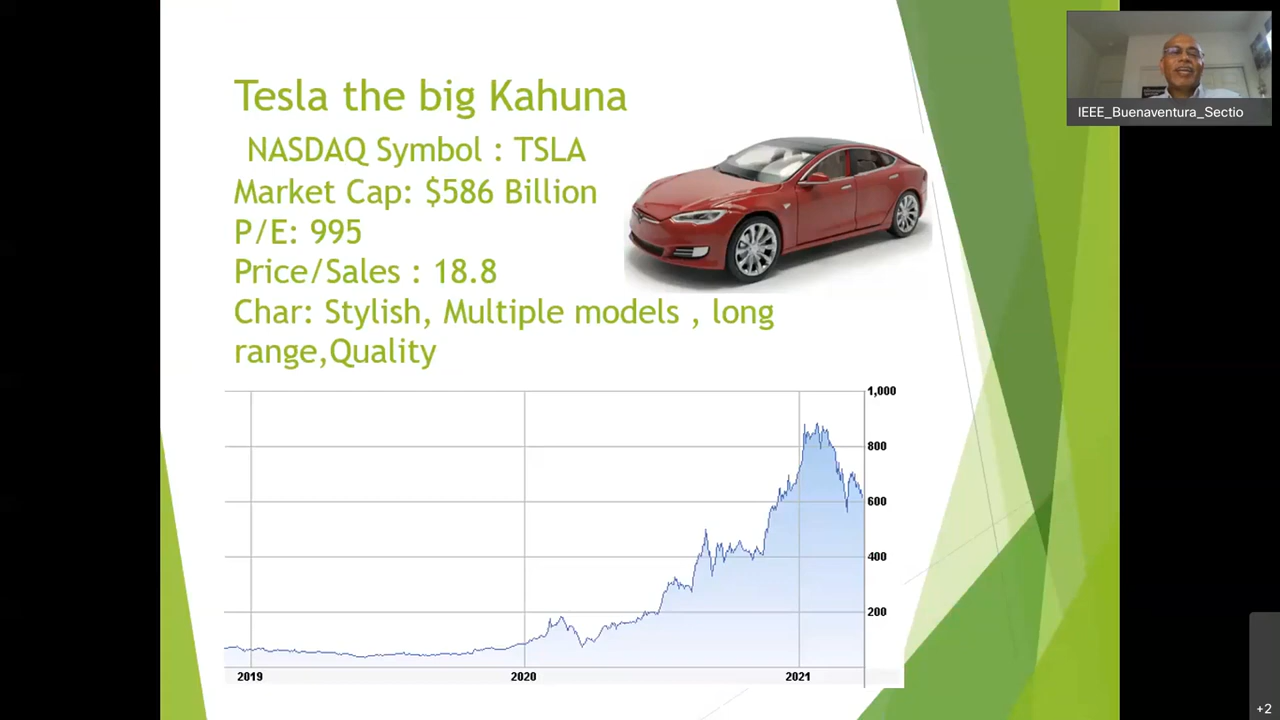 Tesla the big Kahuna
NASDAQ Symbol : TSLA
Market Cap: $586 Billion
P/E: 995
Price/Sales : 18.8
Char: Stylish, Multiple models , long
range,Quality
IEEE_Buenaventura_Sectio
1,000
800
600
400
200
2019 2020 2021
+2